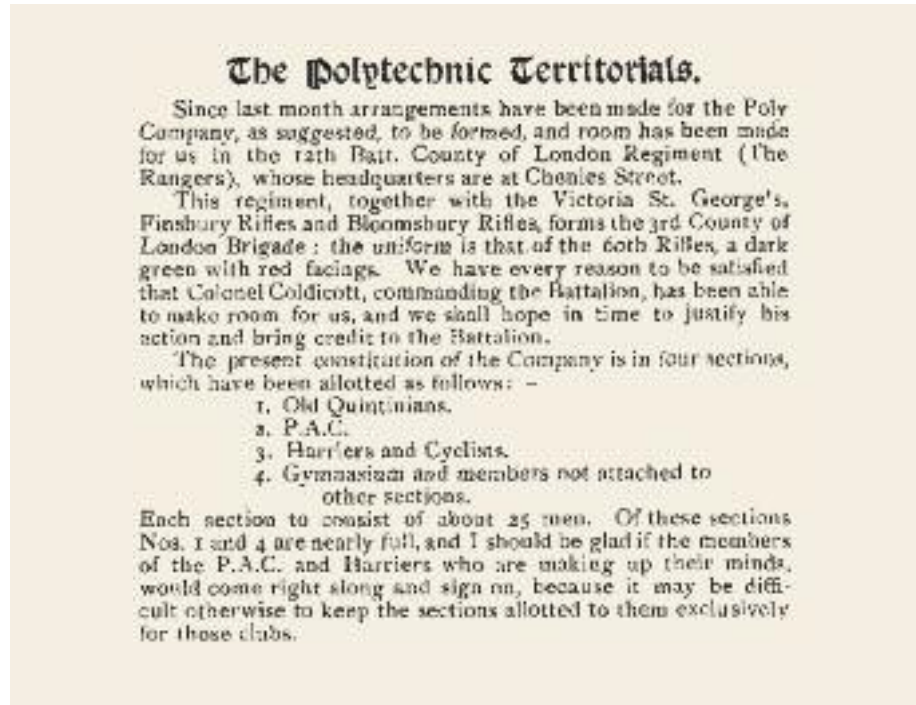 The Polytechnic Territorials.
Since last month arrangements have been made for the Poly
Company, as suggested, to be formed, and room has been made
for us in the 12th Batt. County of London Regiment (The
Rangers), whose headquarters are at Chenies Street.
This regiment, together with the Victoria St. George's,
Finsbury Rifles and Bloomsbury Rifles, forms the 3rd County of
London Brigade : the uniform is that of the 60th Rifles, a dark
green with red facings. We have every reason to be satisfied
that Colonel Coldicott, commanding the Battalion, has been able
to make room for us, and we shall hope in time to justify his
action and bring credit to the Battalion.
The present constitution of the Company is in four sections,
which have been allotted as follows: –
1. Old Quintinians.
2. P.A.C.
3. Harriers and Cyclists.
4. Gymnasium and members not attached to
other sections.
Each section to consist of about 25 men. Of these sections
Nos. 1 and 4 are nearly full, and I should be glad if the members
of the P.A.C. and Harriers who are making up their minds,
would come right along and sign on, because it may be diffi-
cult otherwise to keep the sections allotted to them exclusively
for those clubs.